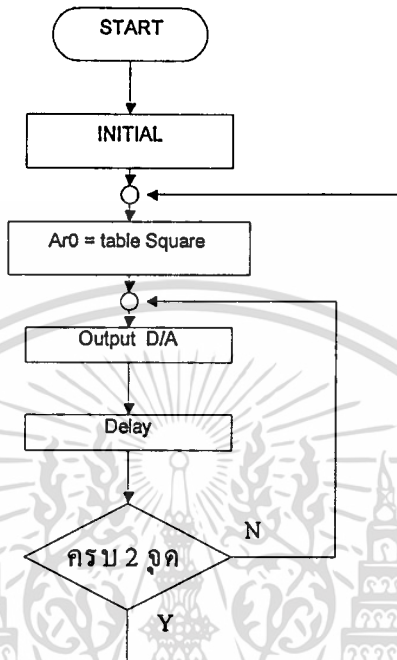 START
INITIAL
Ar0 = table Square
Output D/A
Delay
ครบ 2 จุด
N
Y